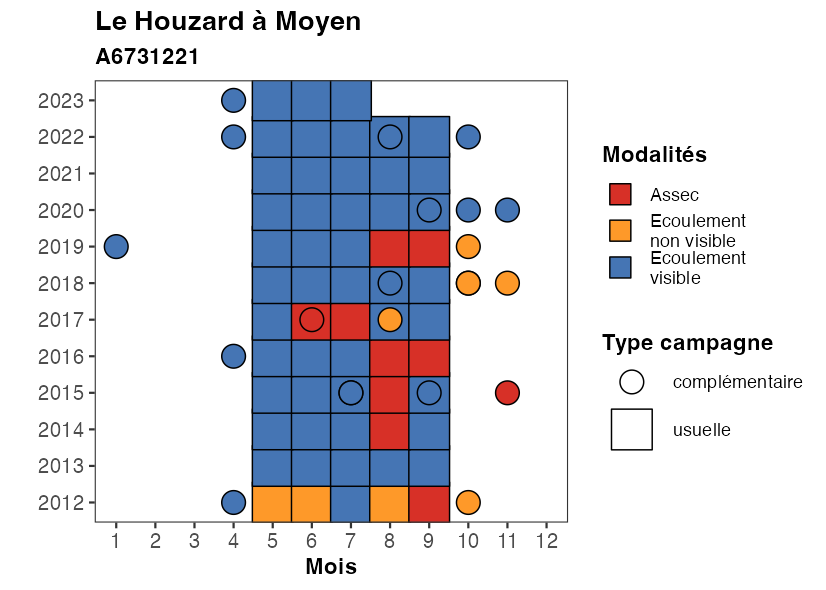 Le Houzard à Moyen
A6731221
2023
2022
2021
2020
2019
2018
2017
2016
2015
2014
2013
2012
1 2 3 4 5 6 7 8 9 10 11 12
Mois
Modalités
Assec
Ecoulement
non visible
Ecoulement
visible
Type campagne
complémentaire
usuelle